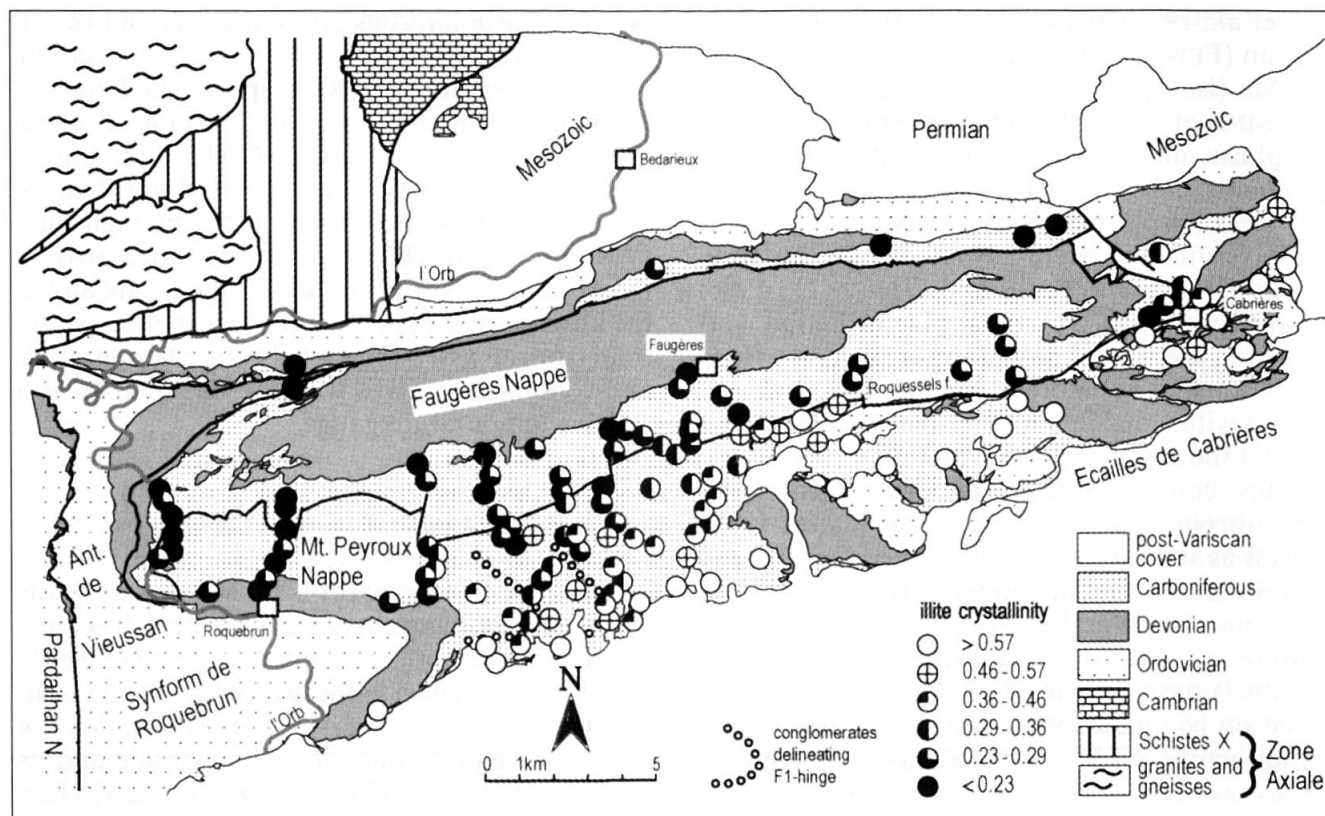 Mesozoic
Bedarieux
Permian
Mesozoic
l'Orb
Cabrières
Faugères
Faugères Nappe
Roquessels f.
Ecailles de Cabrières
Mt. Peyroux
Nappe
Ant.
de
Vieussan
Roquebrun
Pardailhan N.
Synform de
Roquebrun
l'Orb
N
0 1km 5
conglomerates
delineating
F1-hinge
illite crystallinity
> 0.57
0.46 - 0.57
0.36 - 0.46
0.29 - 0.36
0.23 - 0.29
< 0.23
post-Variscan
cover
Carboniferous
Devonian
Ordovician
Cambrian
Schistes X
granites and
gneisses
Zone
Axiale